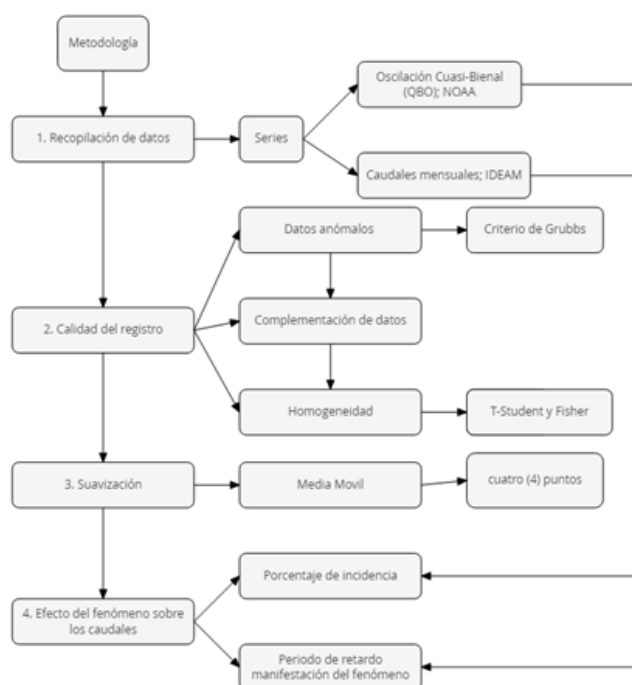 Metodología
Oscilación Cuasi-Bienal
(QBO); NOAA
1. Recopilación de datos
Series
Caudales mensuales; IDEAM
Datos anómalos
Criterio de Grubbs
2. Calidad del registro
Complementación de datos
Homogeneidad
T-Student y Fisher
3. Suavización
Media Movil
cuatro (4) puntos
Porcentaje de incidencia
4. Efecto del fenómeno sobre
los caudales
Periodo de retardo
manifestación del fenómeno